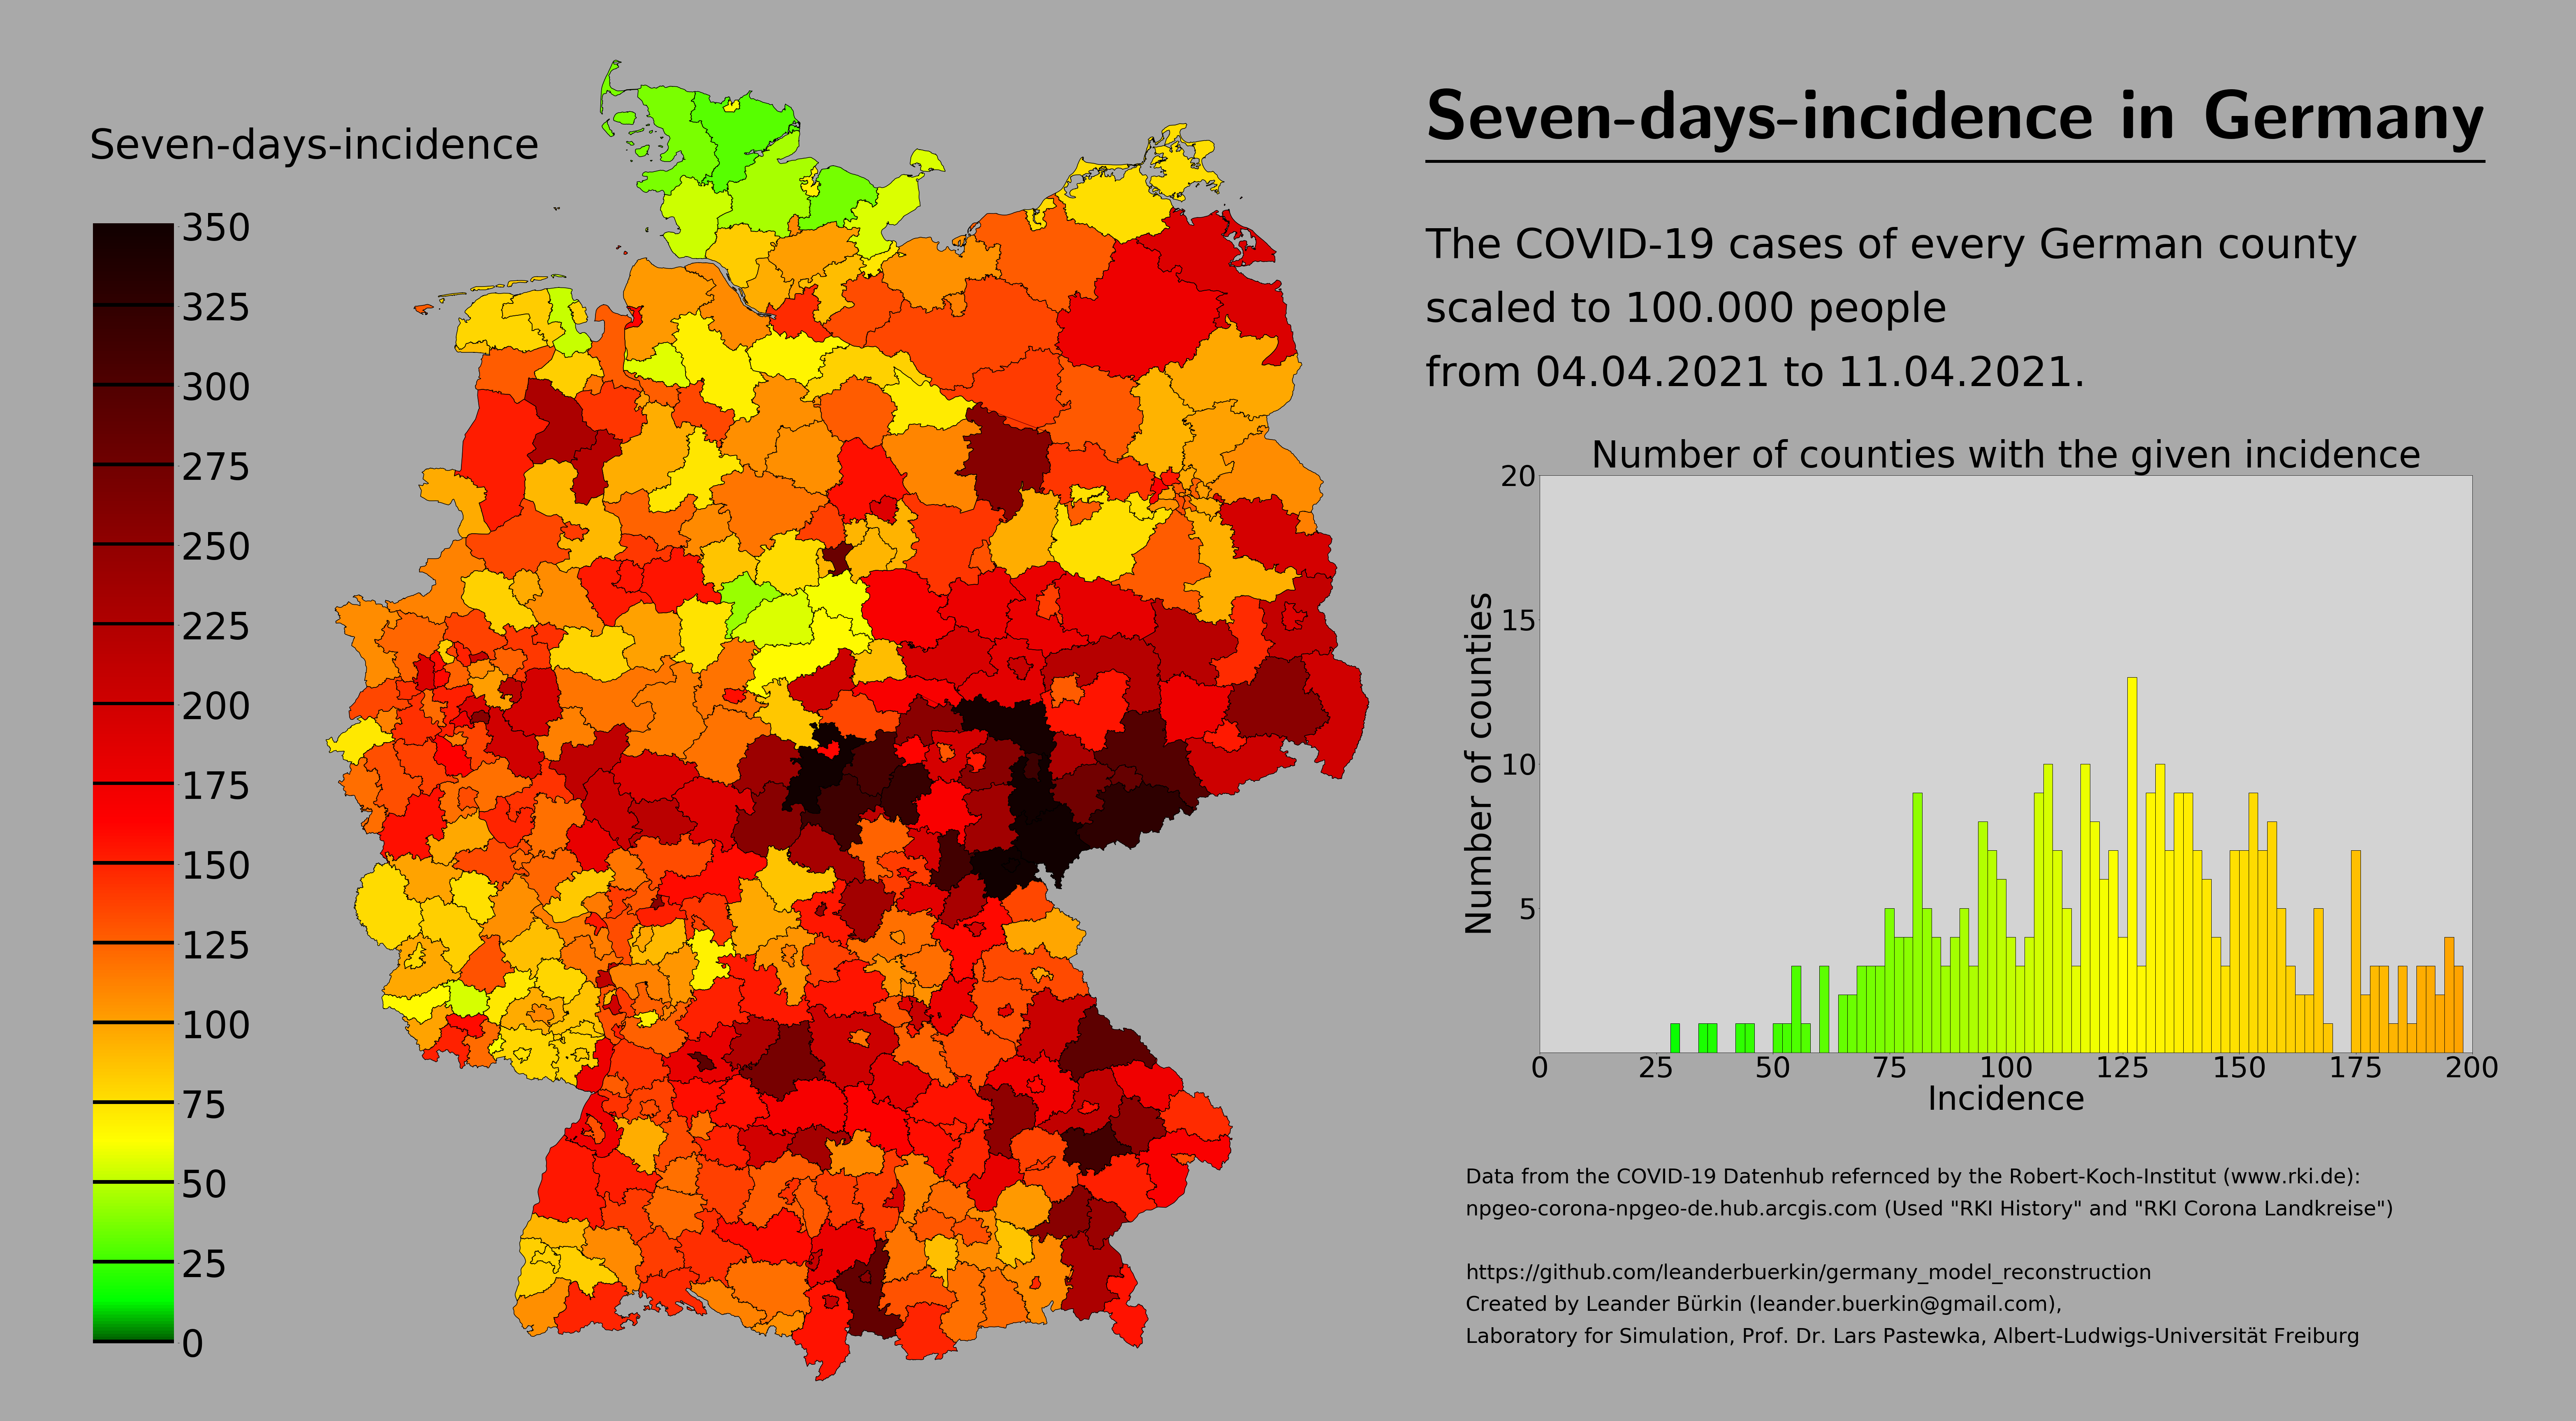 Seven-days-incidence in Germany
Seven-days-incidence
350
325
300
275
250
225
200
175
150
125
100
75
50
25
0
The COVID-19 cases of every German county
scaled to 100.000 people
from 04.04.2021 to 11.04.2021.
Number of counties with the given incidence
Number of counties
20
15
10
5
0 25 50 75 100 125 150 175 200
Incidence
Data from the COVID-19 Datenhub refernced by the Robert-Koch-Institut (www.rki.de):
npgeo-corona-npgeo-de.hub.arcgis.com (Used "RKI History" and "RKI Corona Landkreise")
https://github.com/leanderbuerkin/germany_model_reconstruction
Created by Leander Bürkin (leander.buerkin@gmail.com),
Laboratory for Simulation, Prof. Dr. Lars Pastewka, Albert-Ludwigs-Universität Freiburg